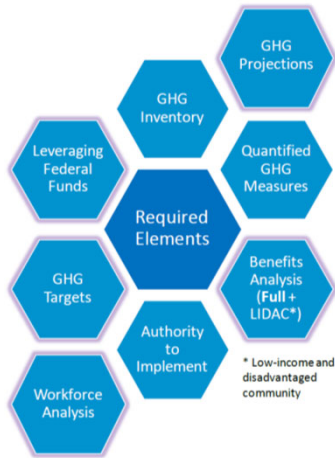 GHG
Projections
GHG
Inventory
Leveraging
Federal
Funds
Quantified
GHG
Measures
Required
Elements
GHG
Targets
Benefits
Analysis
(Full +
LIDAC*)
Authority
to
Implement
* Low-income and
disadvantaged
community
Workforce
Analysis